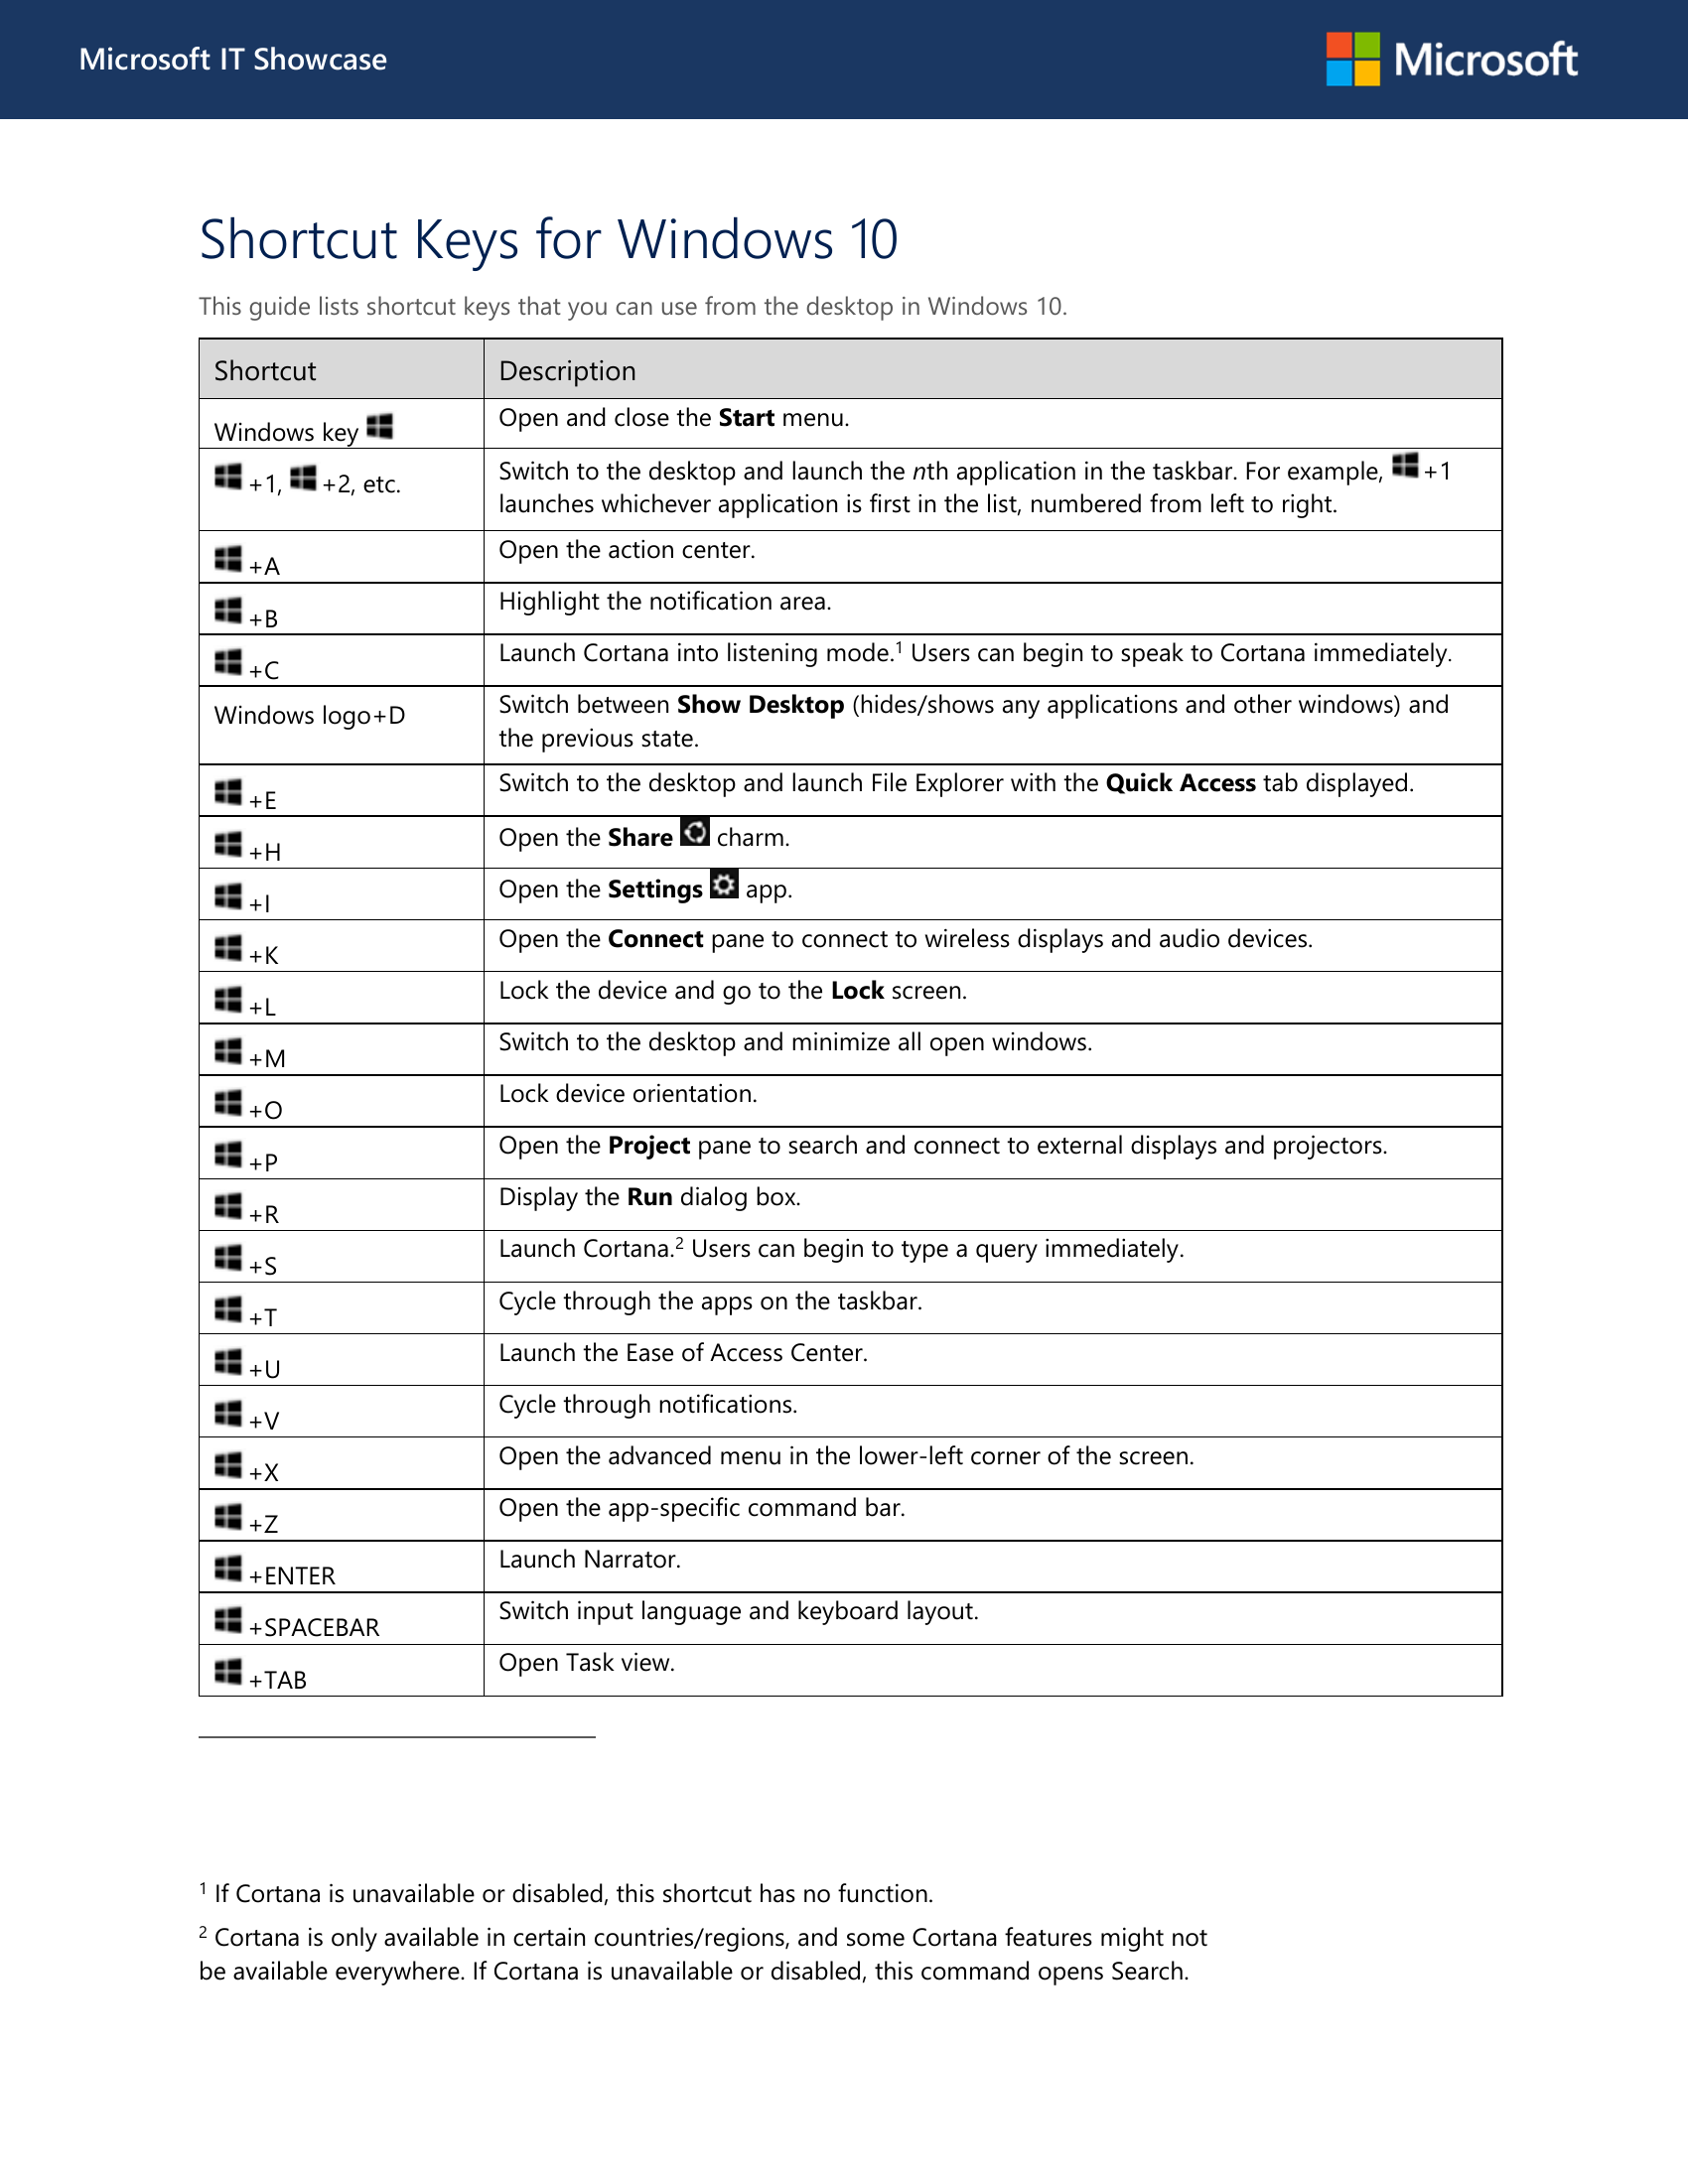 Microsoft IT Showcase
Microsoft
Shortcut Keys for Windows 10
This guide lists shortcut keys that you can use from the desktop in Windows 10.
Shortcut Description
Windows key Open and close the Start menu.
+1, +2, etc. Switch to the desktop and launch the nth application in the taskbar. For example, +1
launches whichever application is first in the list, numbered from left to right.
+A Open the action center.
+B Highlight the notification area.
+C Launch Cortana into listening mode.1 Users can begin to speak to Cortana immediately.
Windows logo+D Switch between Show Desktop (hides/shows any applications and other windows) and
the previous state.
+E Switch to the desktop and launch File Explorer with the Quick Access tab displayed.
+H Open the Share charm.
+I Open the Settings app.
+K Open the Connect pane to connect to wireless displays and audio devices.
+L Lock the device and go to the Lock screen.
+M Switch to the desktop and minimize all open windows.
+O Lock device orientation.
+P Open the Project pane to search and connect to external displays and projectors.
+R Display the Run dialog box.
+S Launch Cortana.2 Users can begin to type a query immediately.
+T Cycle through the apps on the taskbar.
+U Launch the Ease of Access Center.
+V Cycle through notifications.
+X Open the advanced menu in the lower-left corner of the screen.
+Z Open the app-specific command bar.
+ENTER Launch Narrator.
+SPACEBAR Switch input language and keyboard layout.
+TAB Open Task view.
1 If Cortana is unavailable or disabled, this shortcut has no function.
2 Cortana is only available in certain countries/regions, and some Cortana features might not
be available everywhere. If Cortana is unavailable or disabled, this command opens Search.